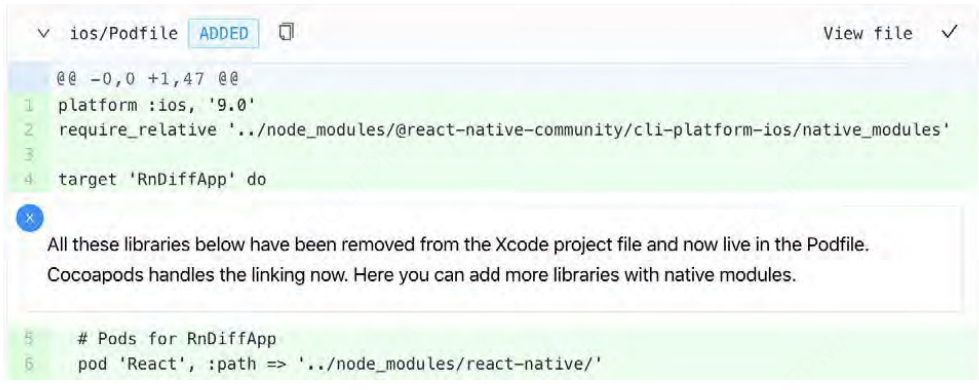 ios/Podfile ADDED View file
@@ -0,0 +1,47 @@
1 platform :ios, '9.0'
2 require_relative '../node_modules/@react-native-community/cli-platform-ios/native_modules'
3
4 target 'RnDiffApp' do
All these libraries below have been removed from the Xcode project file and now live in the Podfile.
Cocoapods handles the linking now. Here you can add more libraries with native modules.
5 # Pods for RnDiffApp
6 pod 'React', :path => '../node_modules/react-native/'